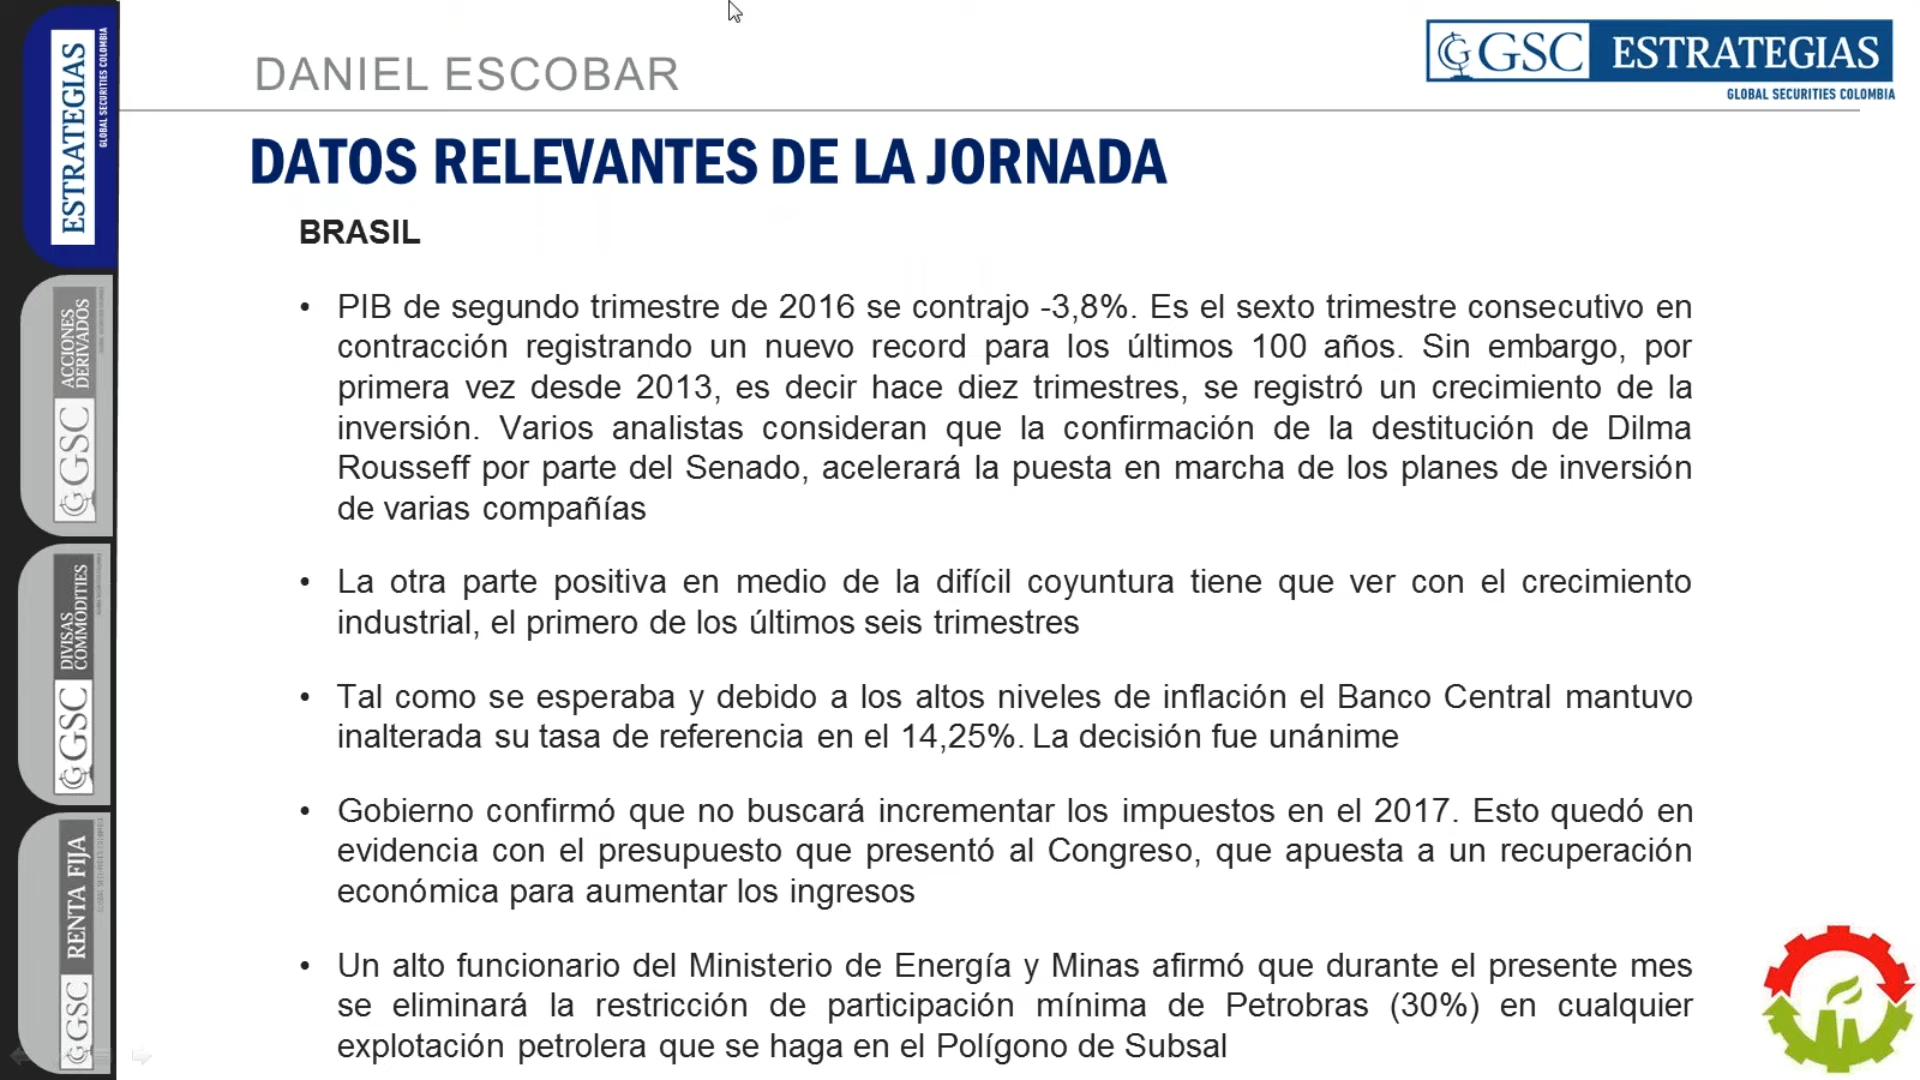 DANIEL ESCOBAR
GSC ESTRATEGIAS
GLOBAL SECURITIES COLOMBIA
ESTRATEGIAS
GLOBAL SECURITIES COLOMBIA
DATOS RELEVANTES DE LA JORNADA
BRASIL
• PIB de segundo trimestre de 2016 se contrajo -3,8%. Es el sexto trimestre consecutivo en
contracción registrando un nuevo record para los últimos 100 años. Sin embargo, por
primera vez desde 2013, es decir hace diez trimestres, se registró un crecimiento de la
inversión. Varios analistas consideran que la confirmación de la destitución de Dilma
Rousseff por parte del Senado, acelerará la puesta en marcha de los planes de inversión
de varias compañías
• La otra parte positiva en medio de la difícil coyuntura tiene que ver con el crecimiento
industrial, el primero de los últimos seis trimestres
• Tal como se esperaba y debido a los altos niveles de inflación el Banco Central mantuvo
inalterada su tasa de referencia en el 14,25%. La decisión fue unánime
• Gobierno confirmó que no buscará incrementar los impuestos en el 2017. Esto quedó en
evidencia con el presupuesto que presentó al Congreso, que apuesta a un recuperación
económica para aumentar los ingresos
• Un alto funcionario del Ministerio de Energía y Minas afirmó que durante el presente mes
se eliminará la restricción de participación mínima de Petrobras (30%) en cualquier
explotación petrolera que se haga en el Polígono de Subsal
GSC ACCIONES
DERIVADOS
GSC DIVISAS
COMMODITIES
GSC RENTA FIJA